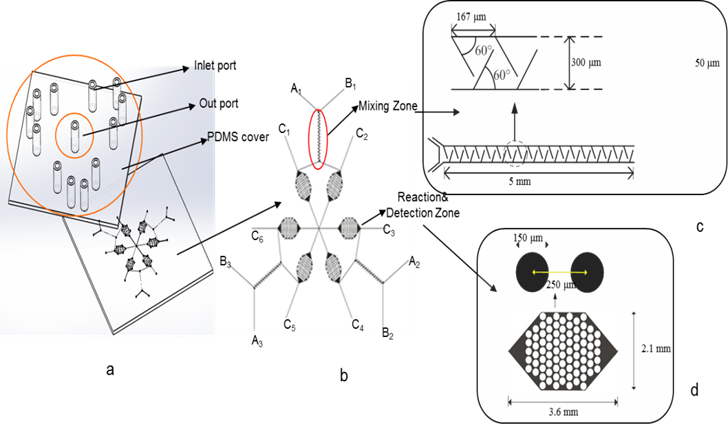 Inlet port
Out port
PDMS cover
a
A1
B1
Mixing Zone
C1
C2
Reaction&
Detection Zone
C6
C3
B3
A2
C5
C4
B2
A3
b
167 μm
60°
60°
300 μm
50 μm
5 mm
c
150 μm
250 μm
2.1 mm
3.6 mm
d